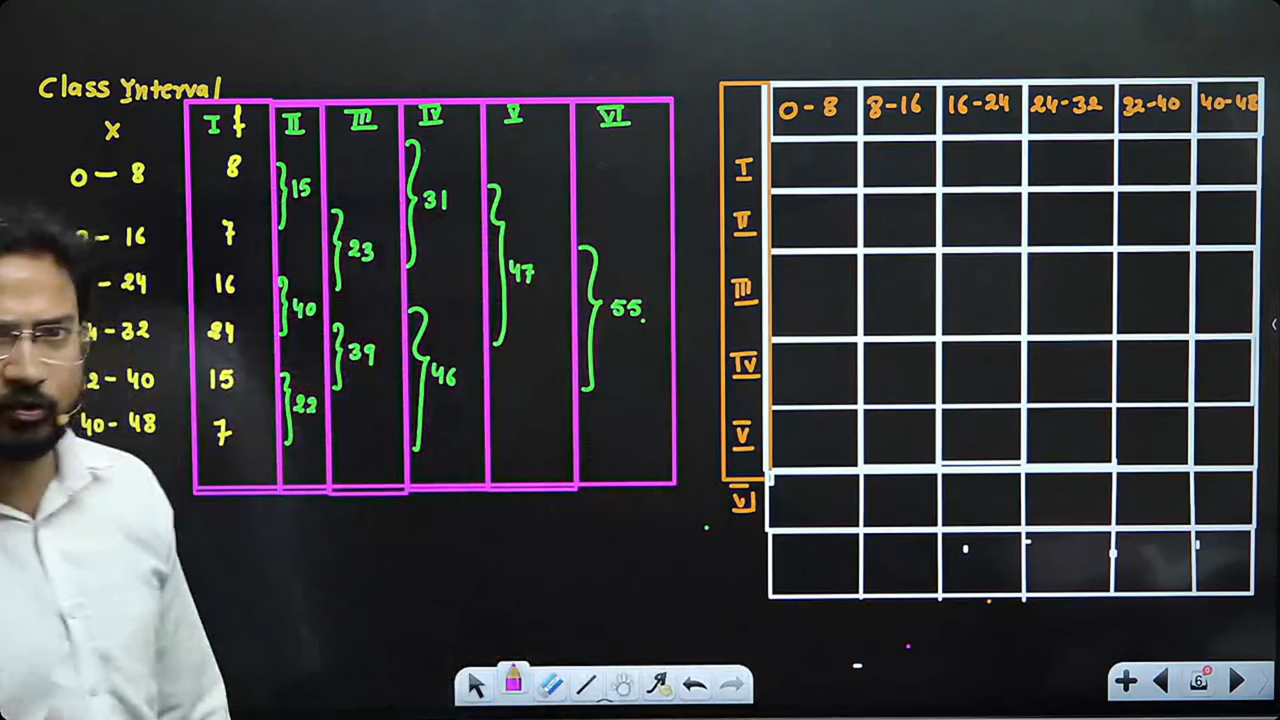 Class Interval
x
I f
II
III
IV
V
VI
0 - 8
8
- 16
7
- 24
16
- 32
24
- 40
15
40 - 48
7
15
40
22
23
39
31
46
47
55.
0 - 8
8 - 16
16 - 24
24 - 32
32 - 40
40 - 48
I
II
III
IV
V
VI
6
0